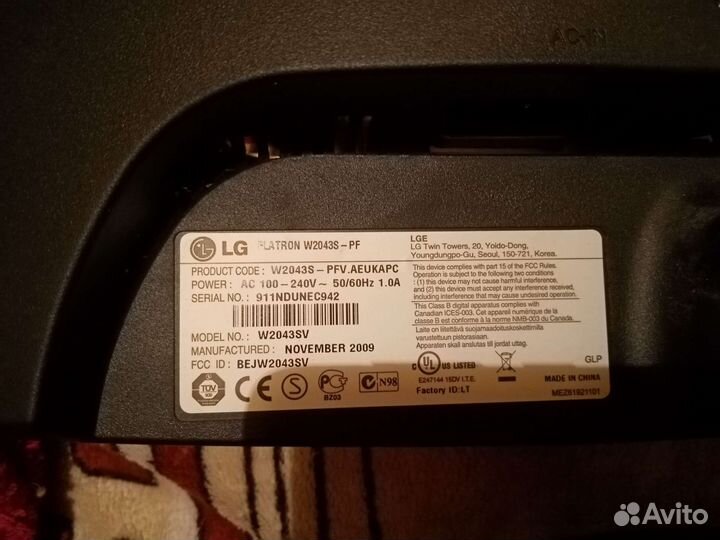 AC-IN
LG FLATRON W2043S-PF
PRODUCT CODE: W2043S-PFV.AEUKAPC
POWER: AC 100-240V~ 50/60Hz 1.0A
SERIAL NO.: 911NDUNEC942
MODEL NO.: W2043SV
MANUFACTURED: NOVEMBER 2009
FCC ID: BEJW2043SV
TÜV
CE
BZ03
N98
LGE
LG Twin Towers, 20, Yoido-Dong,
Youngdungpo-Gu, Seoul, 150-721, Korea.
This device complies with part 15 of the FCC Rules.
Operation is subject to the following two conditions :
(1) this device may not cause harmful interference,
and (2) this device must accept any interference
received, including interference that may cause
undesired operation.
This Class B digital apparatus complies with
Canadian ICES-003. Cet appareil numérique de la
classe B est conforme à la norme NMB-003 du Canada.
Laite on liitettävä suojamaadoituskoskettimilla
varustettuun pistorasiaan.
Apparaten skall anslutas till jordat uttag.
c UL US LISTED
E247144 15DV I.T.E.
Factory ID:LT
GLP
MADE IN CHINA
MEZ61921101
Avito